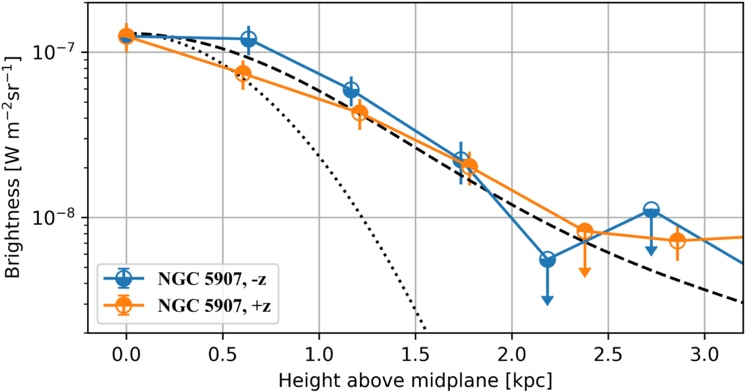 Brightness [W m⁻²sr⁻¹]
10⁻⁷
10⁻⁸
NGC 5907, -z
NGC 5907, +z
0.0 0.5 1.0 1.5 2.0 2.5 3.0
Height above midplane [kpc]